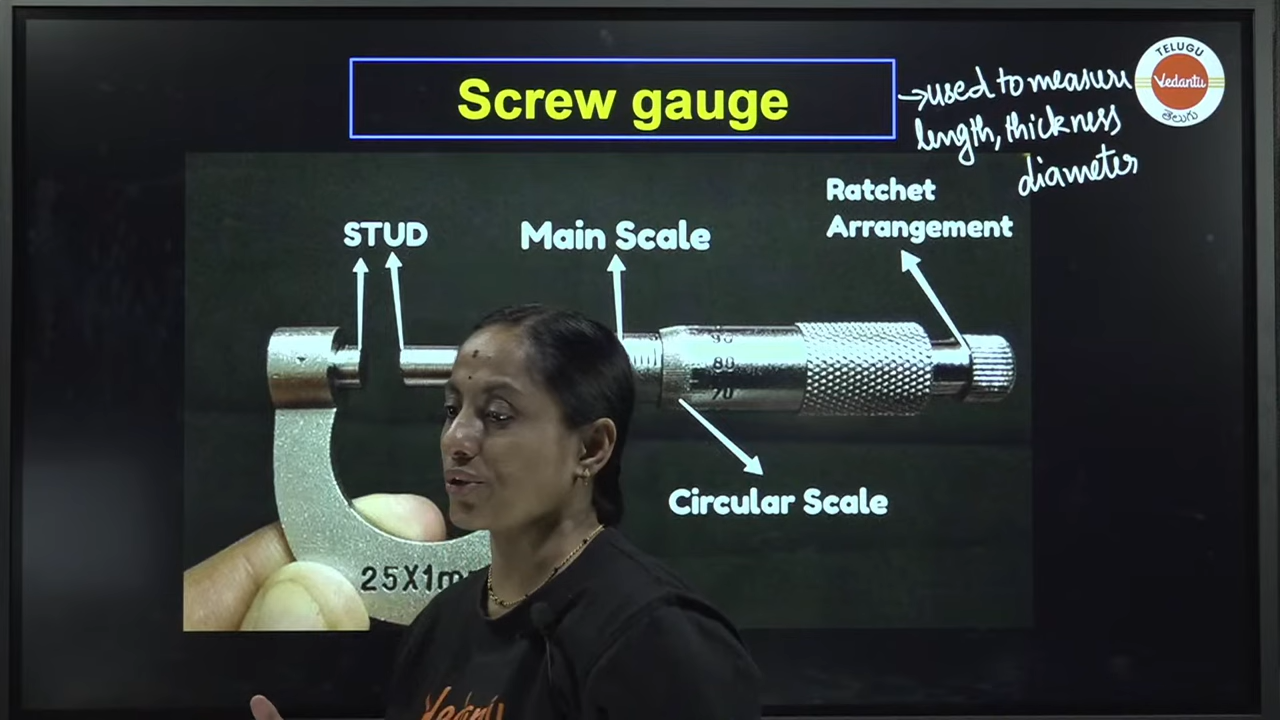 Screw gauge
→used to measure
length, thickness
diameter
TELUGU
Vedantu
తెలుగు
Ratchet
Arrangement
STUD
Main Scale
90
80
70
Circular Scale
25X1m
Vedantu